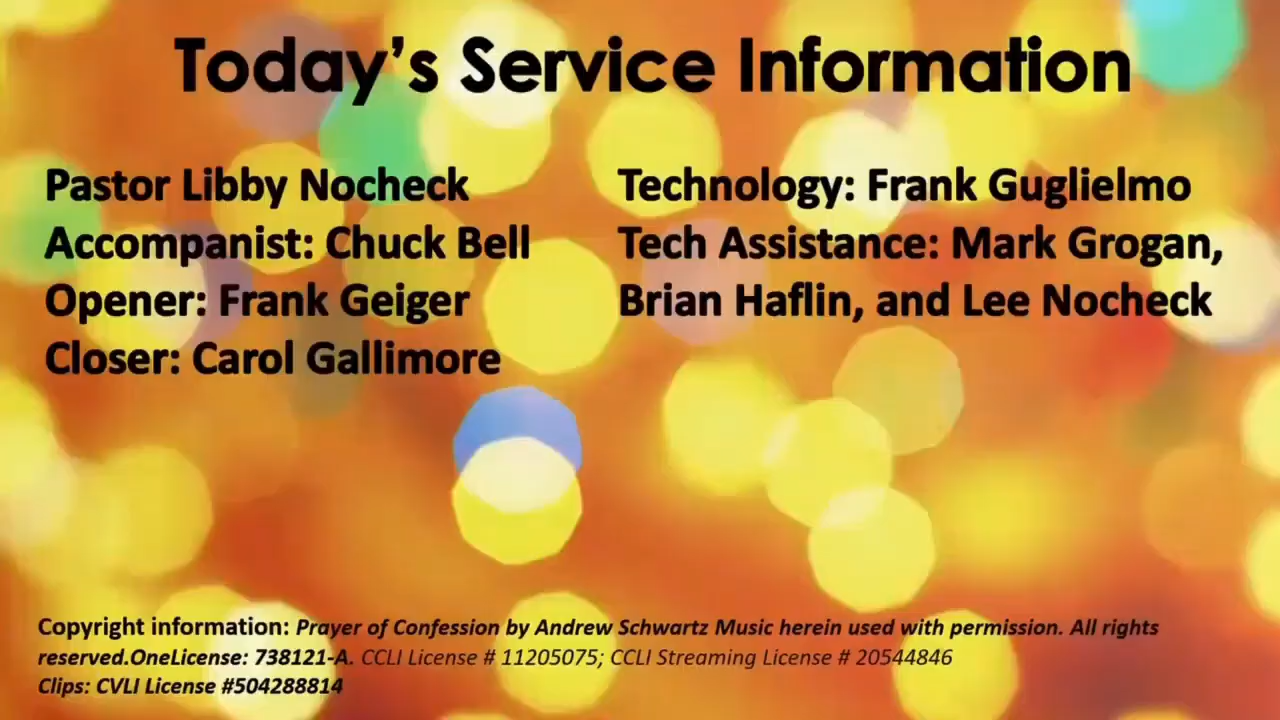 Today’s Service Information
Pastor Libby Nocheck
Accompanist: Chuck Bell
Opener: Frank Geiger
Closer: Carol Gallimore
Technology: Frank Guglielmo
Tech Assistance: Mark Grogan,
Brian Haflin, and Lee Nocheck
Copyright information: Prayer of Confession by Andrew Schwartz Music herein used with permission. All rights
reserved.OneLicense: 738121-A. CCLI License # 11205075; CCLI Streaming License # 20544846
Clips: CVLI License #504288814